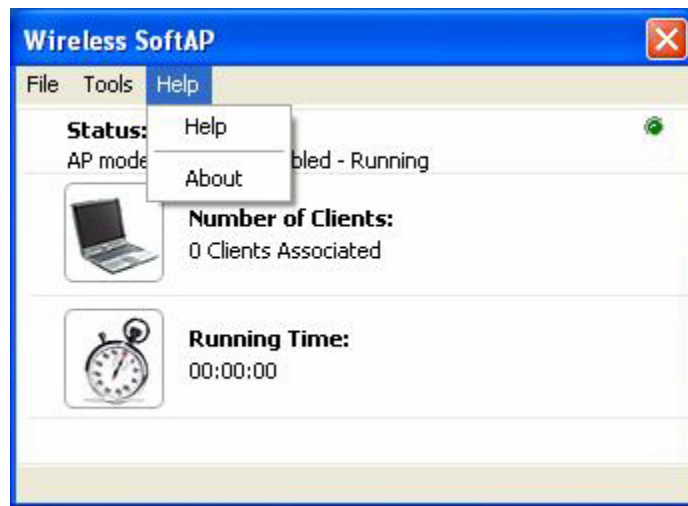 Wireless SoftAP
File Tools Help
Help
About
Status:
AP mode bled - Running
Number of Clients:
0 Clients Associated
Running Time:
00:00:00